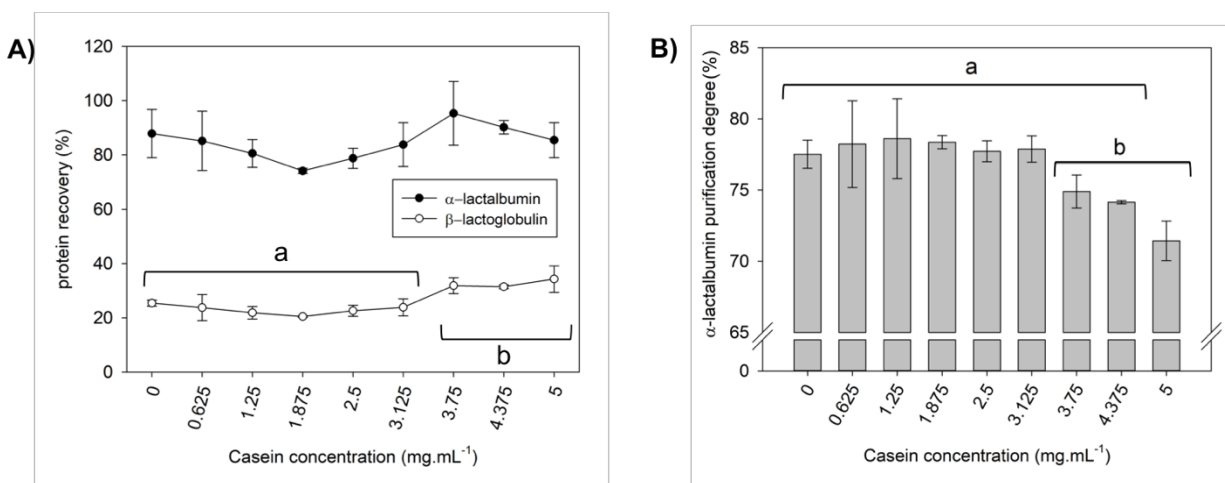 A)
120
100
80
60
40
20
0
protein recovery (%)
α−lactalbumin
β−lactoglobulin
a
b
0
0.625
1.25
1.875
2.5
3.125
3.75
4.375
5
Casein concentration (mg.mL⁻¹)
B)
85
80
75
70
65
0
α-lactalbumin purification degree(%)
a
b
0
0.625
1.25
1.875
2.5
3.125
3.75
4.375
5
Casein concentration (mg.mL⁻¹)